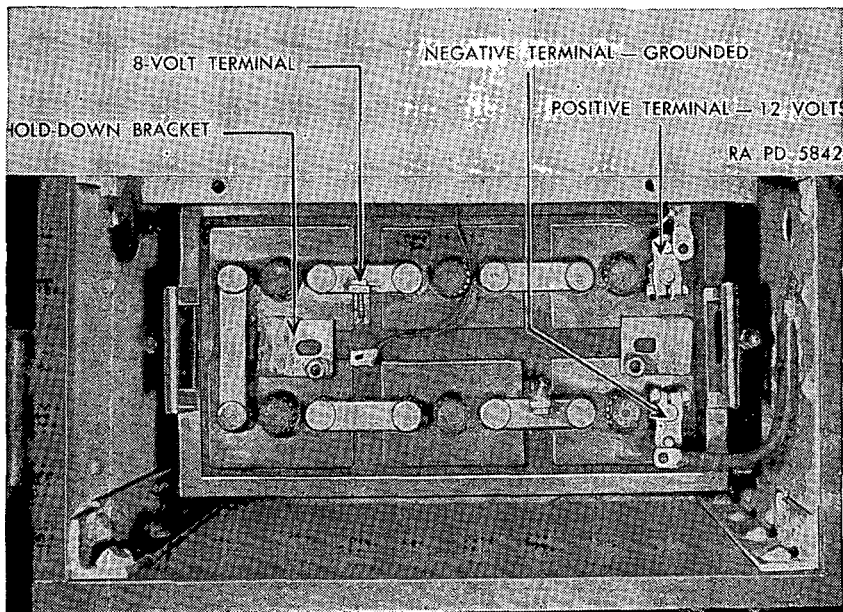 8-VOLT TERMINAL
NEGATIVE TERMINAL — GROUNDED
POSITIVE TERMINAL — 12 VOLTS
HOLD-DOWN BRACKET
RA PD 5842